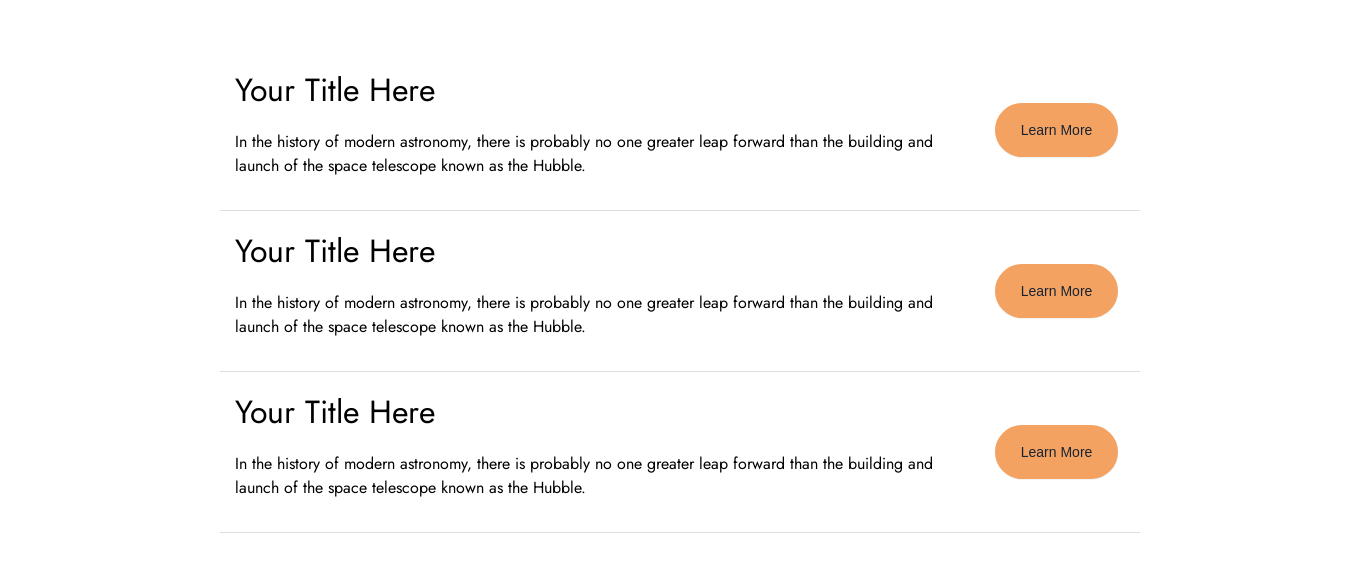 Your Title Here
In the history of modern astronomy, there is probably no one greater leap forward than the building and
launch of the space telescope known as the Hubble.
Learn More
Your Title Here
In the history of modern astronomy, there is probably no one greater leap forward than the building and
launch of the space telescope known as the Hubble.
Learn More
Your Title Here
In the history of modern astronomy, there is probably no one greater leap forward than the building and
launch of the space telescope known as the Hubble.
Learn More